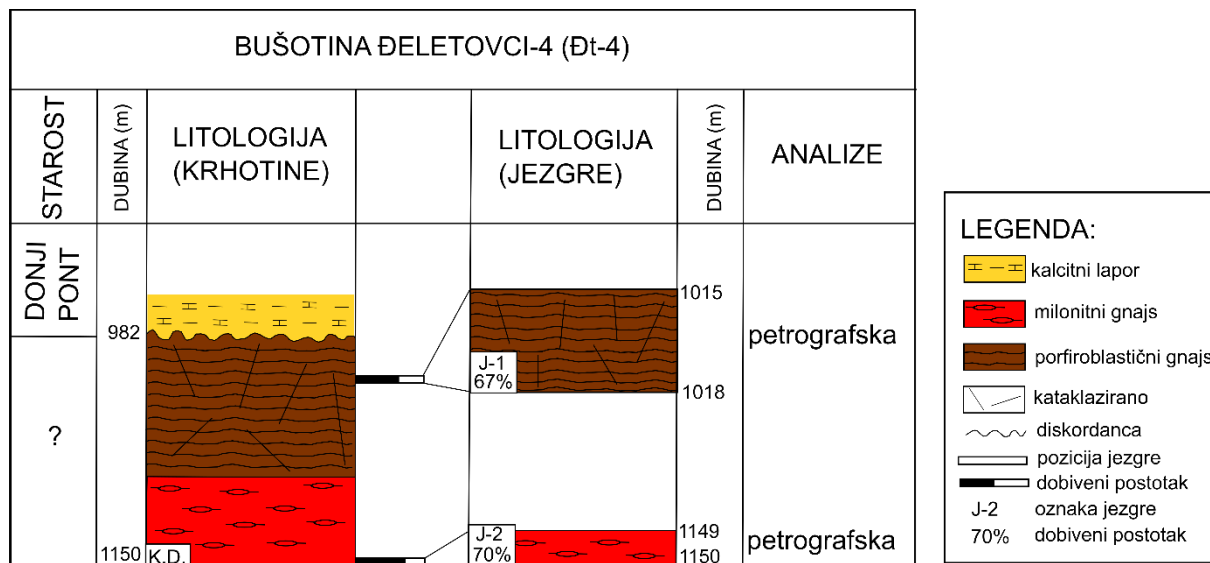 BUŠOTINA ĐELETOVCI-4 (Đt-4)
STAROST
DUBINA (m)
LITOLOGIJA
(KRHOTINE)
LITOLOGIJA
(JEZGRE)
DUBINA (m)
ANALIZE
DONJI
PONT
982
?
1150
K.D.
J-1
67%
1015
1018
petrografska
J-2
70%
1149
1150
petrografska
LEGENDA:
kalcitni lapor
milonitni gnajs
porfiroblastični gnajs
kataklazirano
diskordanca
pozicija jezgre
dobiveni postotak
J-2 oznaka jezgre
70% dobiveni postotak